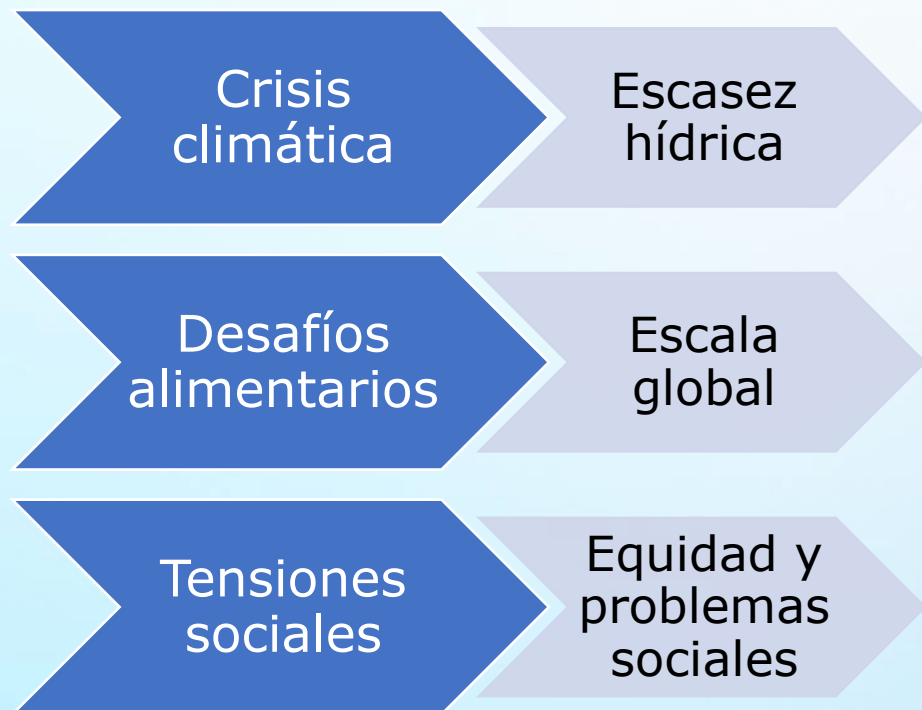 Crisis
climática
Escasez
hídrica
Desafíos
alimentarios
Escala
global
Tensiones
sociales
Equidad y
problemas
sociales